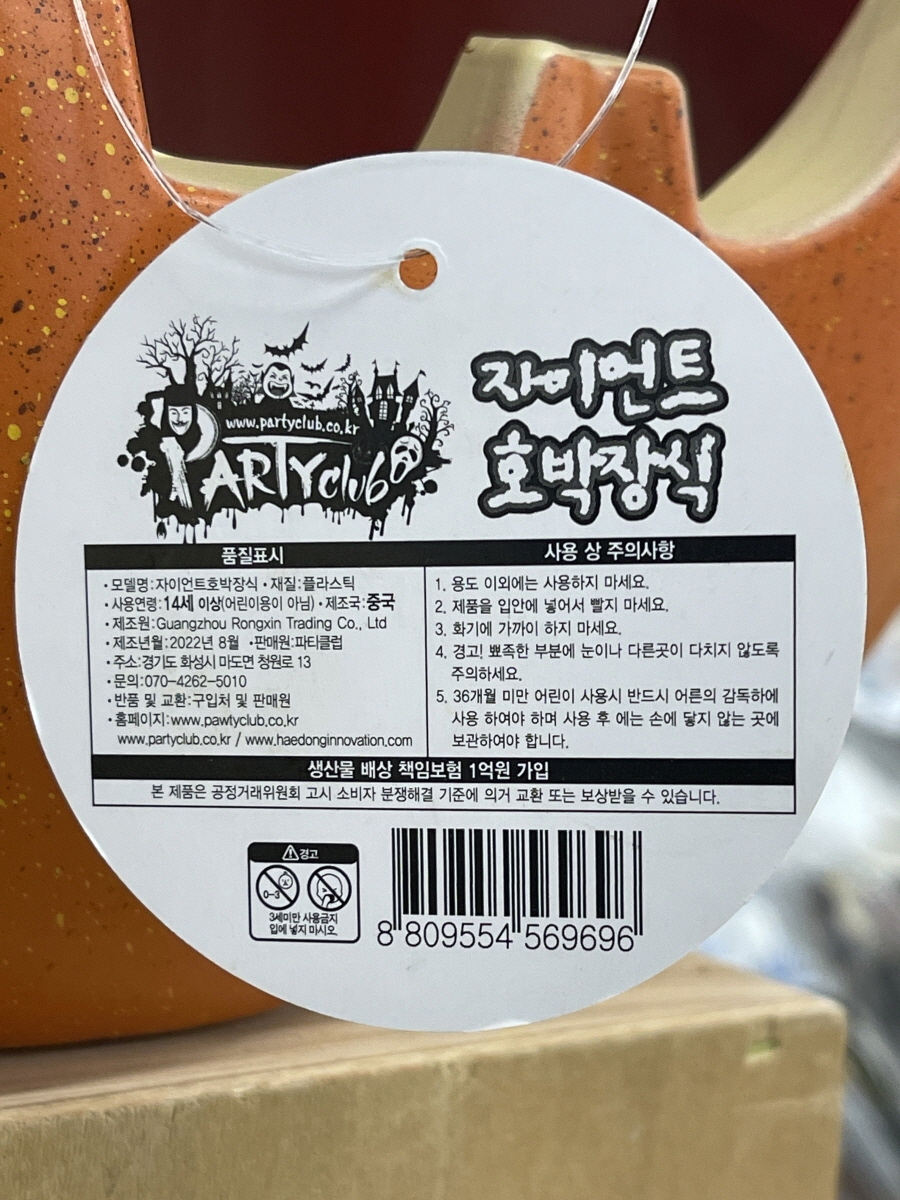 www.partyclub.co.kr
PARTYclub
자이언트
호박장식
품질표시
・모델명:자이언트호박장식 ・재질:플라스틱
・사용연령:14세 이상(어린이용이 아님) ・제조국:중국
・제조원:Guangzhou Rongxin Trading Co., Ltd
・제조년월:2022년 8월 ・판매원:파티클럽
・주소:경기도 화성시 마도면 청원로 13
・문의:070-4262-5010
・반품 및 교환:구입처 및 판매원
・홈페이지:www.pawtyclub.co.kr
www.partyclub.co.kr / www.haedonginnovation.com
사용 상 주의사항
1. 용도 이외에는 사용하지 마세요.
2. 제품을 입안에 넣어서 빨지 마세요.
3. 화기에 가까이 하지 마세요.
4. 경고! 뾰족한 부분에 눈이나 다른곳이 다치지 않도록
주의하세요.
5. 36개월 미만 어린이 사용시 반드시 어른의 감독하에
사용 하여야 하며 사용 후 에는 손에 닿지 않는 곳에
보관하여야 합니다.
생산물 배상 책임보험 1억원 가입
본 제품은 공정거래위원회 고시 소비자 분쟁해결 기준에 의거 교환 또는 보상받을 수 있습니다.
경고
0-3
3세미만 사용금지
입에 넣지 마시오.
8 809554 569696